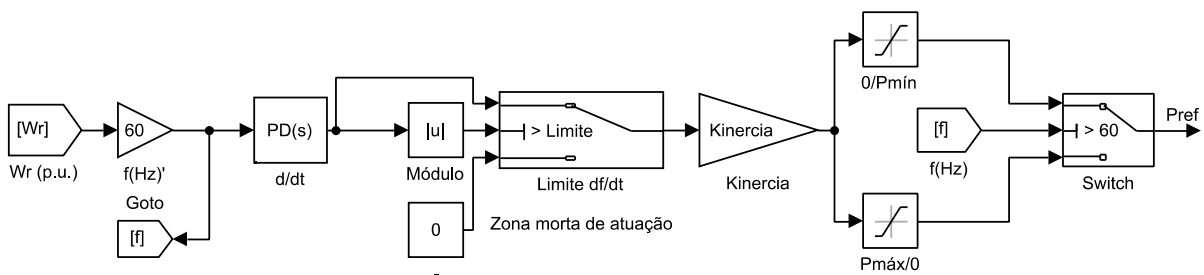 [Wr]
Wr (p.u.)
60
f(Hz)'
Goto
[f]
PD(s)
d/dt
|u|
Módulo
0
> Limite
Limite df/dt
Zona morta de atuação
Kinercia
Kinercia
0/Pmín
[f]
f(Hz)
Pmáx/0
> 60
Switch
Pref